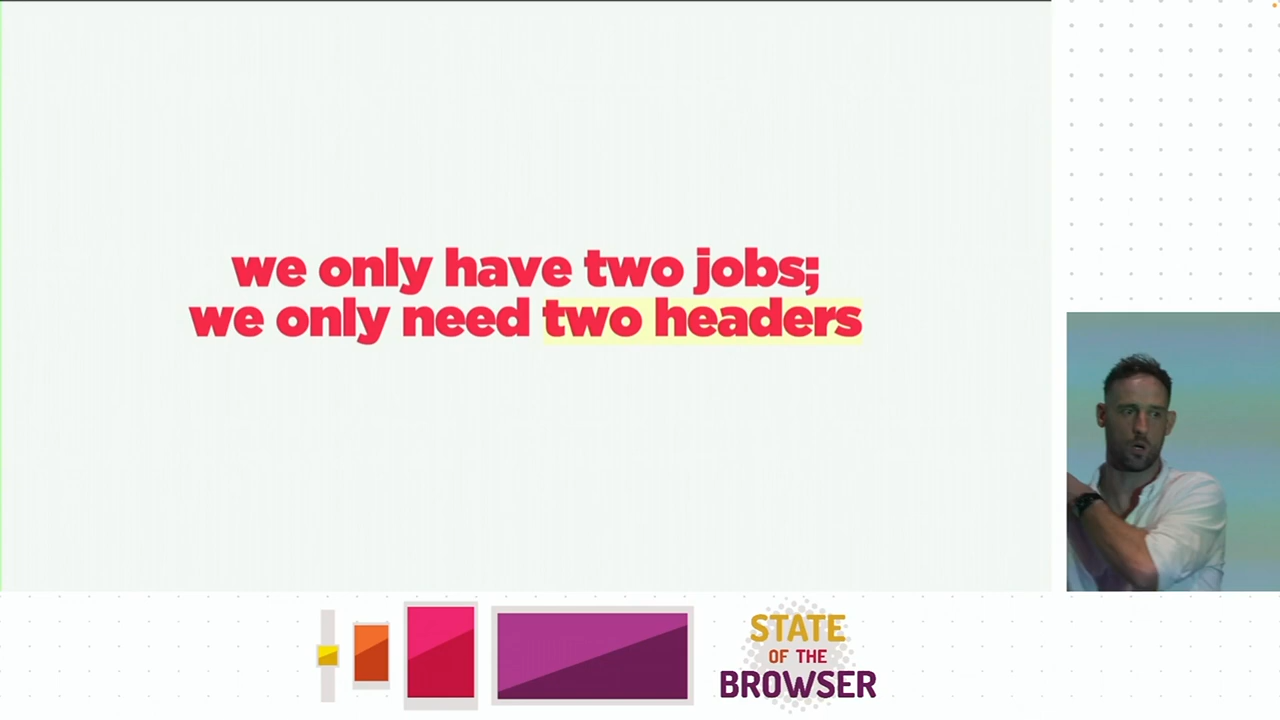 we only have two jobs;
we only need two headers
STATE
OF THE
BROWSER